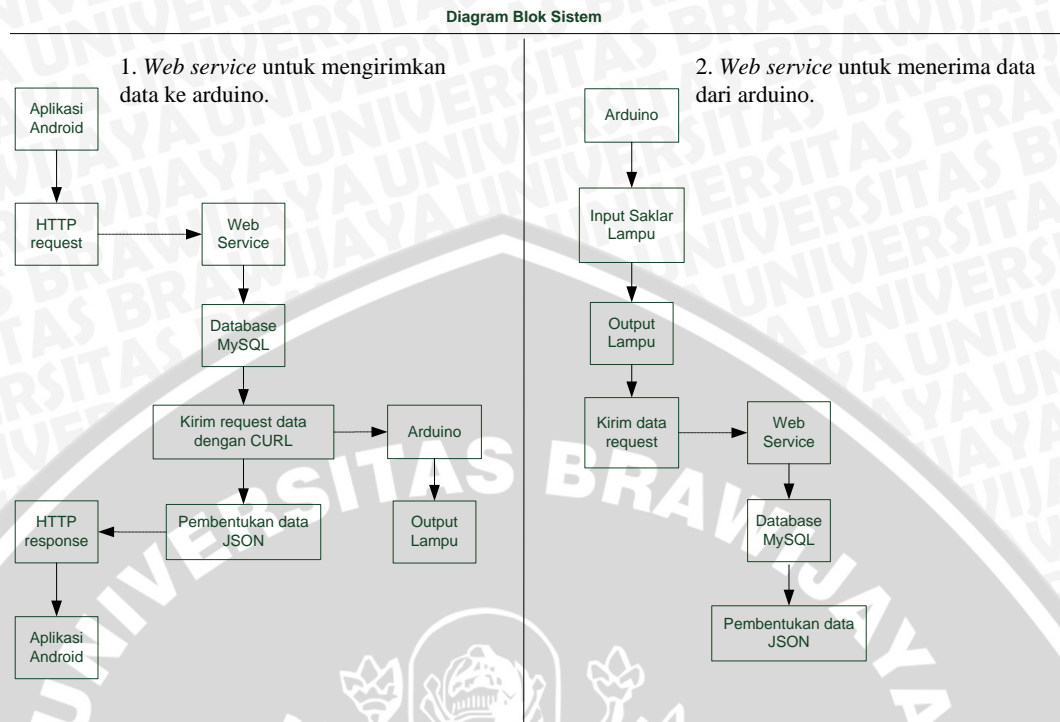 Diagram Blok Sistem
1. Web service untuk mengirimkan
data ke arduino.
Aplikasi
Android
HTTP
request
Web
Service
Database
MySQL
Kirim request data
dengan CURL
Arduino
HTTP
response
Pembentukan data
JSON
Output
Lampu
Aplikasi
Android
2. Web service untuk menerima data
dari arduino.
Arduino
Input Saklar
Lampu
Output
Lampu
Kirim data
request
Web
Service
Database
MySQL
Pembentukan data
JSON
UNIVERSITAS BRAWIJAYA